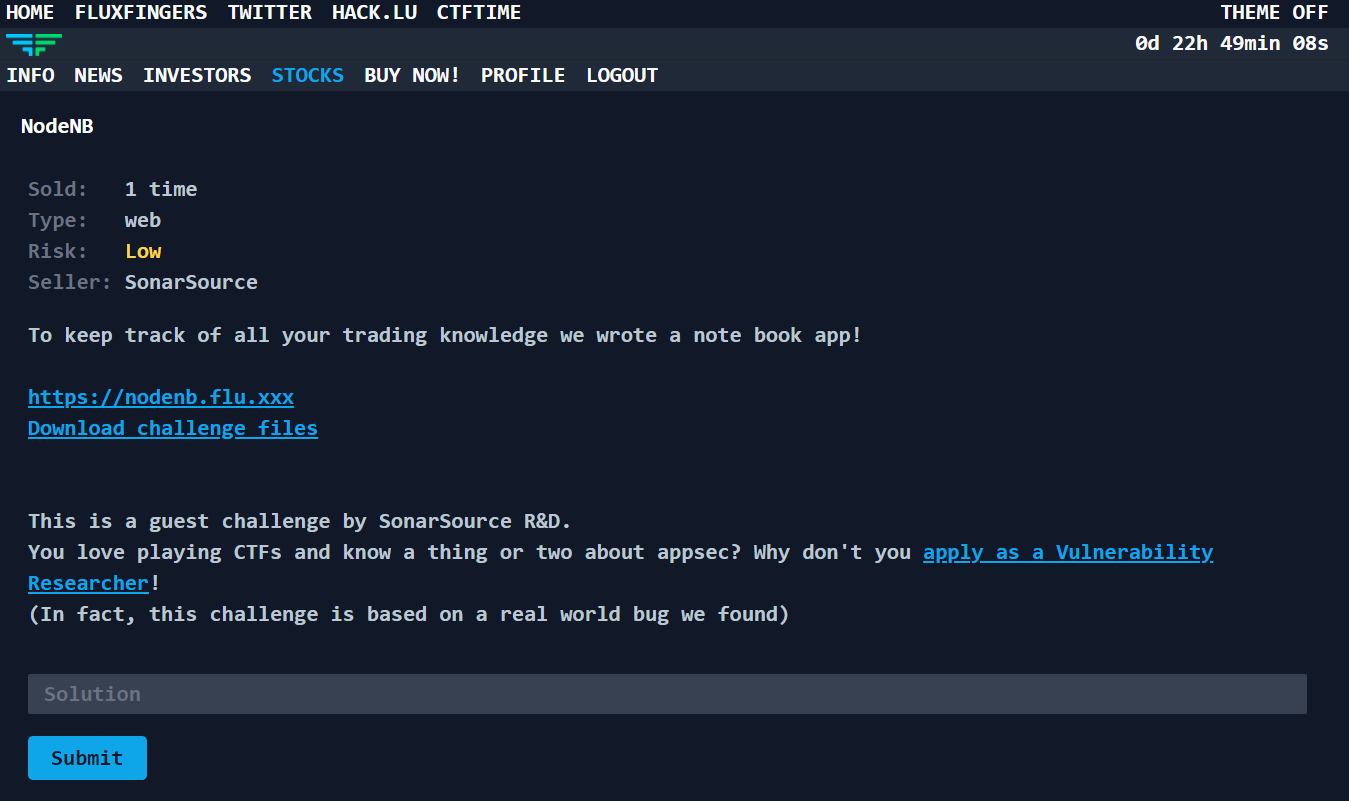 HOME FLUXFINGERS TWITTER HACK.LU CTFTIME THEME OFF
0d 22h 49min 08s
INFO NEWS INVESTORS STOCKS BUY NOW! PROFILE LOGOUT
NodeNB
Sold: 1 time
Type: web
Risk: Low
Seller: SonarSource
To keep track of all your trading knowledge we wrote a note book app!
https://nodenb.flu.xxx
Download challenge files
This is a guest challenge by SonarSource R&D.
You love playing CTFs and know a thing or two about appsec? Why don't you apply as a Vulnerability
Researcher!
(In fact, this challenge is based on a real world bug we found)
Solution
Submit